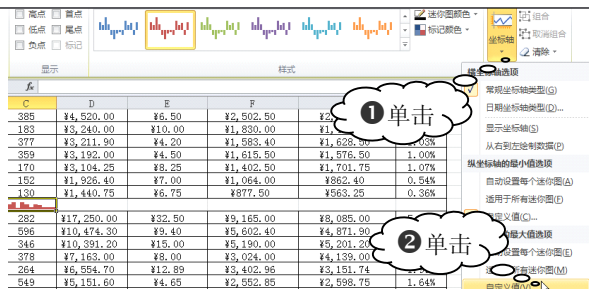 高点 首点
低点 尾点
负点 标记
显示
样式
迷你图颜色
标记颜色
坐标轴
组合
取消组合
清除
fx
C D E F
385 ¥4,520.00 ¥6.50 ¥2,502.50
183 ¥3,240.00 ¥10.00 ¥1,830.00
377 ¥3,211.90 ¥4.20 ¥1,583.40 ¥1,628.50
359 ¥3,192.00 ¥4.50 ¥1,615.50 ¥1,576.50 1.00%
170 ¥3,104.25 ¥8.25 ¥1,402.50 ¥1,701.75 1.07%
152 ¥1,926.40 ¥7.00 ¥1,064.00 ¥862.40 0.54%
130 ¥1,440.75 ¥6.75 ¥877.50 ¥563.25 0.36%
282 ¥17,250.00 ¥32.50 ¥9,165.00 ¥8,085.00
596 ¥10,474.30 ¥9.40 ¥5,602.40 ¥4,871.90
346 ¥10,391.20 ¥15.00 ¥5,190.00 ¥5,201.20
378 ¥7,163.00 ¥8.00 ¥3,024.00 ¥4,139.00
264 ¥6,554.70 ¥12.89 ¥3,402.96 ¥3,151.74
549 ¥5,151.60 ¥4.65 ¥2,552.85 ¥2,598.75 1.64%
❶单击
❷单击
横坐标轴选项
常规坐标轴类型(G)
日期坐标轴类型(D)...
显示坐标轴(S)
从右到左绘制数据(P)
纵坐标轴的最小值选项
自动设置每个迷你图(A)
适用于所有迷你图(F)
自定义值(C)...
的最大值选项
设置每个迷你图(E)
所有迷你图(M)
自定义值(V)...